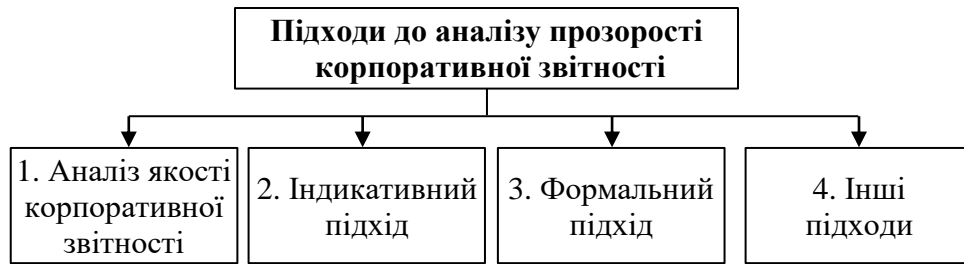 Підходи до аналізу прозорості
корпоративної звітності
1. Аналіз якості
корпоративної
звітності
2. Індикативний
підхід
3. Формальний
підхід
4. Інші
підходи